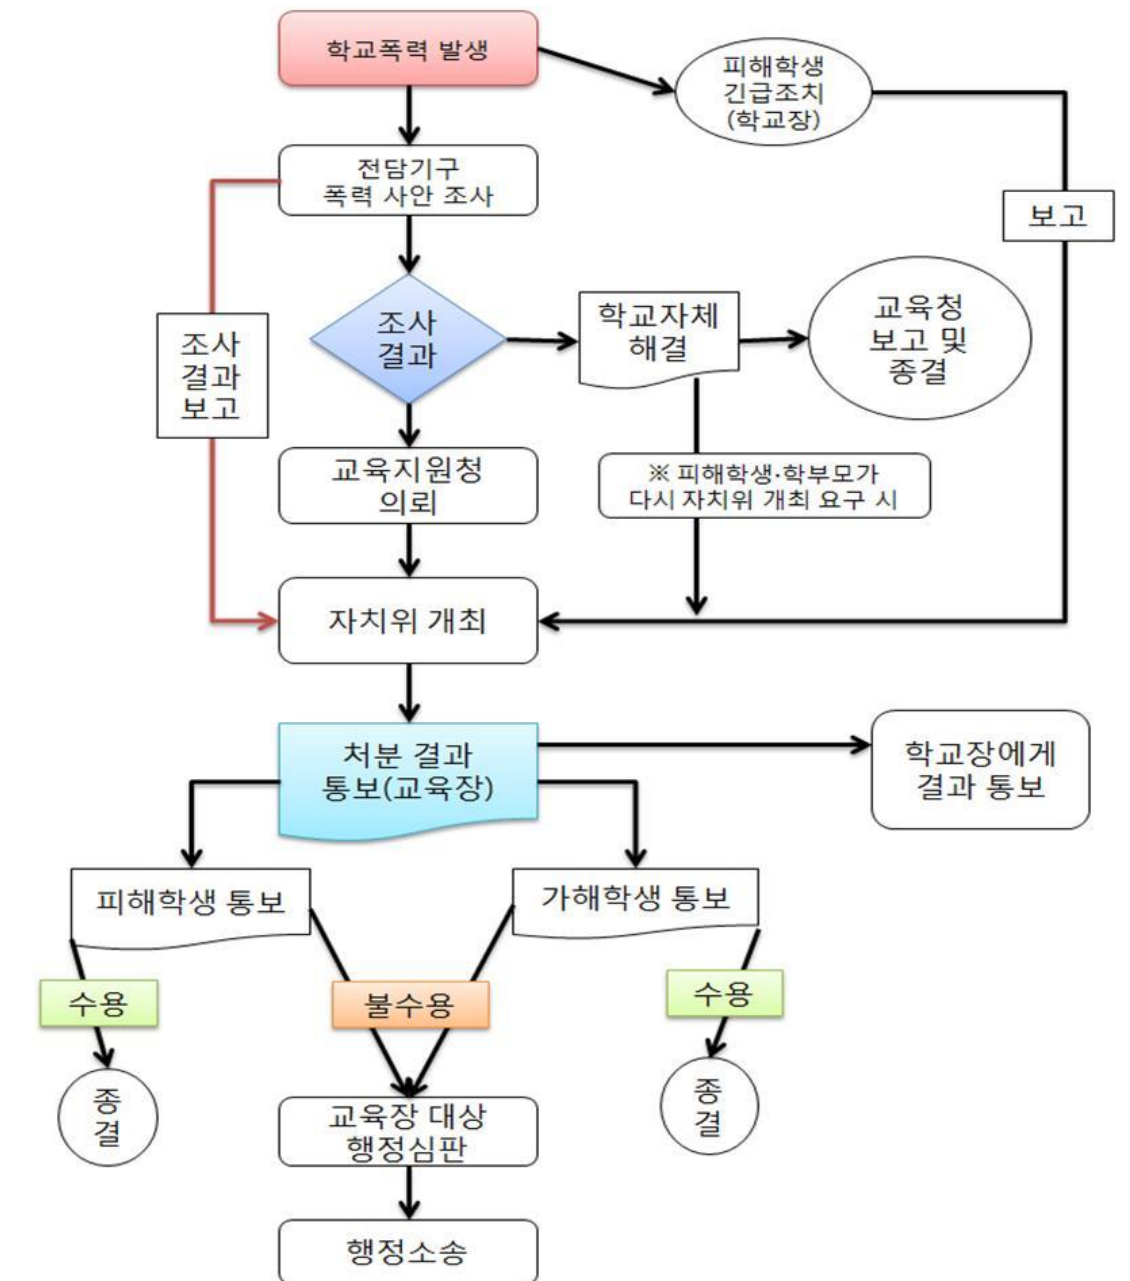 학교폭력 발생
피해학생
긴급조치
(학교장)
전담기구
폭력 사안 조사
보고
조사
결과
학교자체
해결
교육청
보고 및
종결
조사
결과
보고
교육지원청
의뢰
※ 피해학생·학부모가
다시 자치위 개최 요구 시
자치위 개최
처분 결과
통보(교육장)
학교장에게
결과 통보
피해학생 통보
가해학생 통보
수용
불수용
수용
종
결
종
결
교육장 대상
행정심판
행정소송